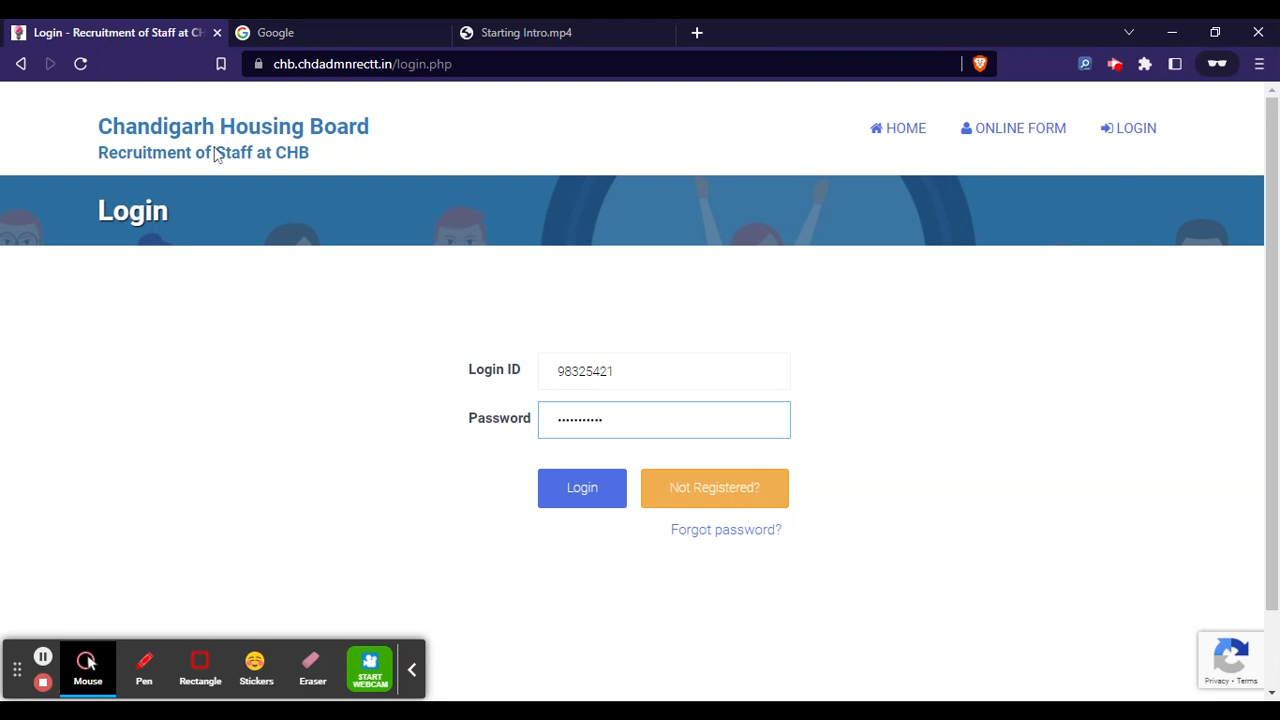 Login - Recruitment of Staff at CH
Google
Starting Intro.mp4
chb.chdadmnrectt.in/login.php
Chandigarh Housing Board
Recruitment of Staff at CHB
HOME
ONLINE FORM
LOGIN
Login
Login ID
98325421
Password
Login
Not Registered?
Forgot password?
Mouse
Pen
Rectangle
Stickers
Eraser
START
WEBCAM
Privacy - Terms